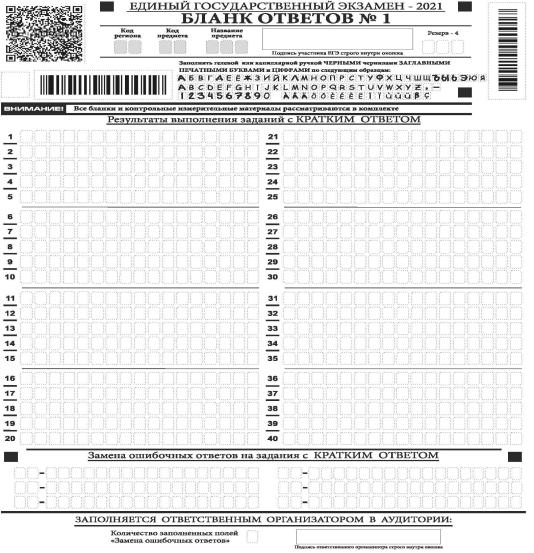 ЕДИНЫЙ ГОСУДАРСТВЕННЫЙ ЭКЗАМЕН - 2021
БЛАНК ОТВЕТОВ № 1
Код региона
Код предмета
Название предмета
Резерв - 4
Подпись участника ЕГЭ строго внутри окошка
Заполнять гелевой или капиллярной ручкой ЧЕРНЫМИ чернилами ЗАГЛАВНЫМИ
ПЕЧАТНЫМИ БУКВАМИ и ЦИФРАМИ по следующим образцам:
А Б В Г Д Е Ё Ж З И Й К Л М Н О П Р С Т У Ф Х Ц Ч Ш Щ Ъ Ы Ь Э Ю Я
A B C D E F G H I J K L M N O P Q R S T U V W X Y Z , -
1 2 3 4 5 6 7 8 9 0
ВНИМАНИЕ!
Все бланки и контрольные измерительные материалы рассматриваются в комплекте
Результаты выполнения заданий с КРАТКИМ ОТВЕТОМ
1 21
2 22
3 23
4 24
5 25
6 26
7 27
8 28
9 29
10 30
11 31
12 32
13 33
14 34
15 35
16 36
17 37
18 38
19 39
20 40
Замена ошибочных ответов на задания с КРАТКИМ ОТВЕТОМ
- -
- -
- -
ЗАПОЛНЯЕТСЯ ОТВЕТСТВЕННЫМ ОРГАНИЗАТОРОМ В АУДИТОРИИ:
Количество заполненных полей
«Замена ошибочных ответов»
Подпись ответственного организатора строго внутри окошка